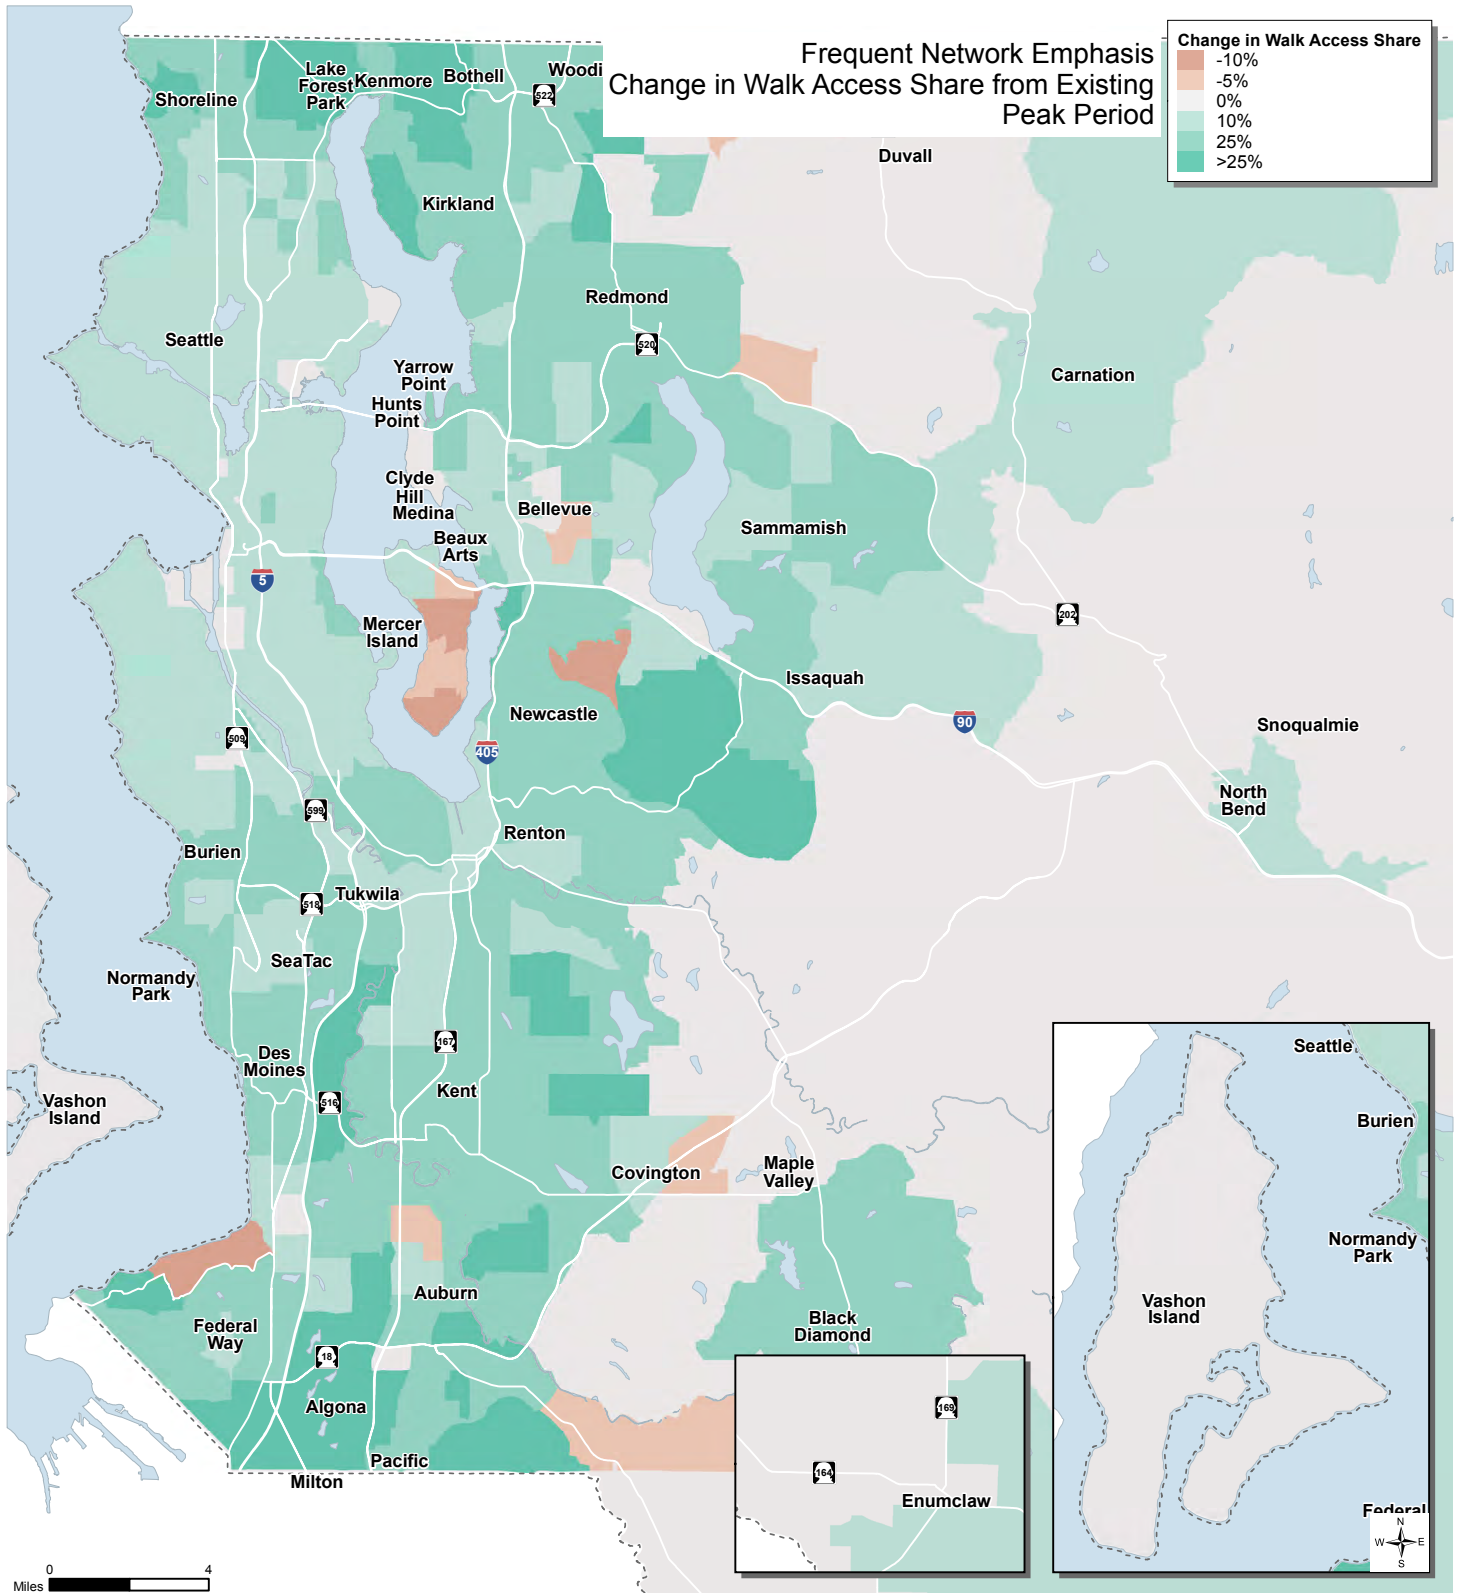 Frequent Network Emphasis
Change in Walk Access Share from Existing
Peak Period
Change in Walk Access Share
-10%
-5%
0%
10%
25%
>25%
Lake
Forest
Park
Kenmore
Bothell
Woodi
Shoreline
522
Duvall
Kirkland
Redmond
Seattle
520
Yarrow
Point
Hunts
Point
Carnation
Clyde
Hill
Medina
Bellevue
Sammamish
Beaux
Arts
5
202
Mercer
Island
Issaquah
Newcastle
90
Snoqualmie
509
405
North
Bend
599
Renton
Burien
Tukwila
518
SeaTac
Normandy
Park
167
Des
Moines
Kent
516
Vashon
Island
Covington
Maple
Valley
Auburn
Federal
Way
Black
Diamond
18
Algona
Pacific
Milton
169
164
Enumclaw
Seattle
Burien
Normandy
Park
Vashon
Island
Federal
N
W E
S
0 4
Miles